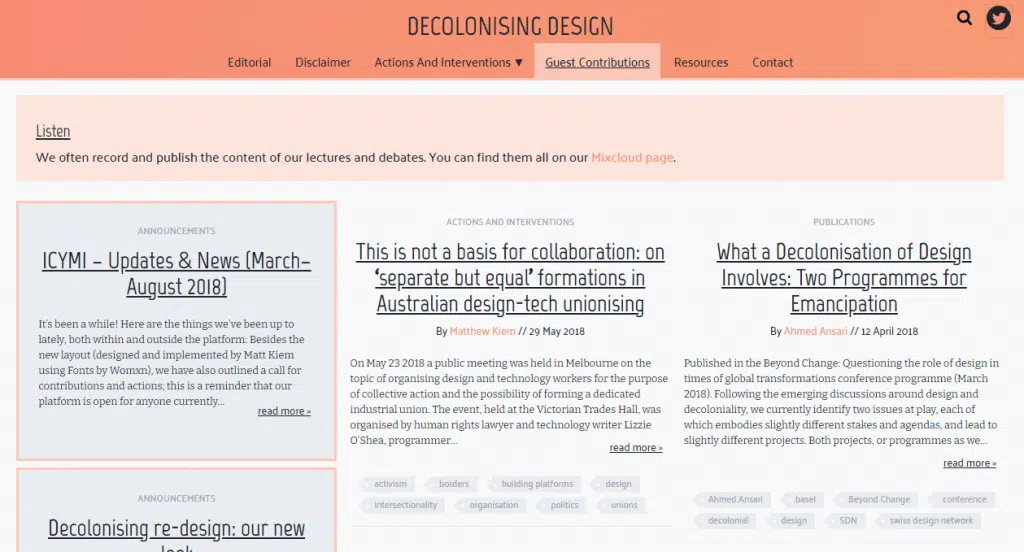 DECOLONISING DESIGN
Editorial Disclaimer Actions And Interventions ▼ Guest Contributions Resources Contact
Listen
We often record and publish the content of our lectures and debates. You can find them all on our Mixcloud page.
ANNOUNCEMENTS
ICYMI – Updates & News (March–
August 2018)
It's been a while! Here are the things we've been up to
lately, both within and outside the platform: Besides the
new layout (designed and implemented by Matt Kiem
using Fonts by Womxn), we have also outlined a call for
contributions and actions; this is a reminder that our
platform is open for anyone currently...
read more »
ANNOUNCEMENTS
Decolonising re-design: our new
look
ACTIONS AND INTERVENTIONS
This is not a basis for collaboration: on
‘separate but equal’ formations in
Australian design-tech unionising
By Matthew Kiem // 29 May 2018
On May 23 2018 a public meeting was held in Melbourne on the
topic of organising design and technology workers for the purpose
of collective action and the possibility of forming a dedicated
industrial union. The event, held at the Victorian Trades Hall, was
organised by human rights lawyer and technology writer Lizzie
O'Shea, programmer...
read more »
activism borders building platforms design
intersectionality organisation politics unions
PUBLICATIONS
What a Decolonisation of Design
Involves: Two Programmes for
Emancipation
By Ahmed Ansari // 12 April 2018
Published in the Beyond Change: Questioning the role of design in
times of global transformations conference programme (March
2018). Following the emerging discussions around design and
decoloniality, we currently identify two issues at play, each of
which embodies slightly different stakes and agendas, and lead to
slightly different projects. Both projects, or programmes as we...
read more »
Ahmed Ansari basel Beyond Change conference
decolonial design SDN swiss design network